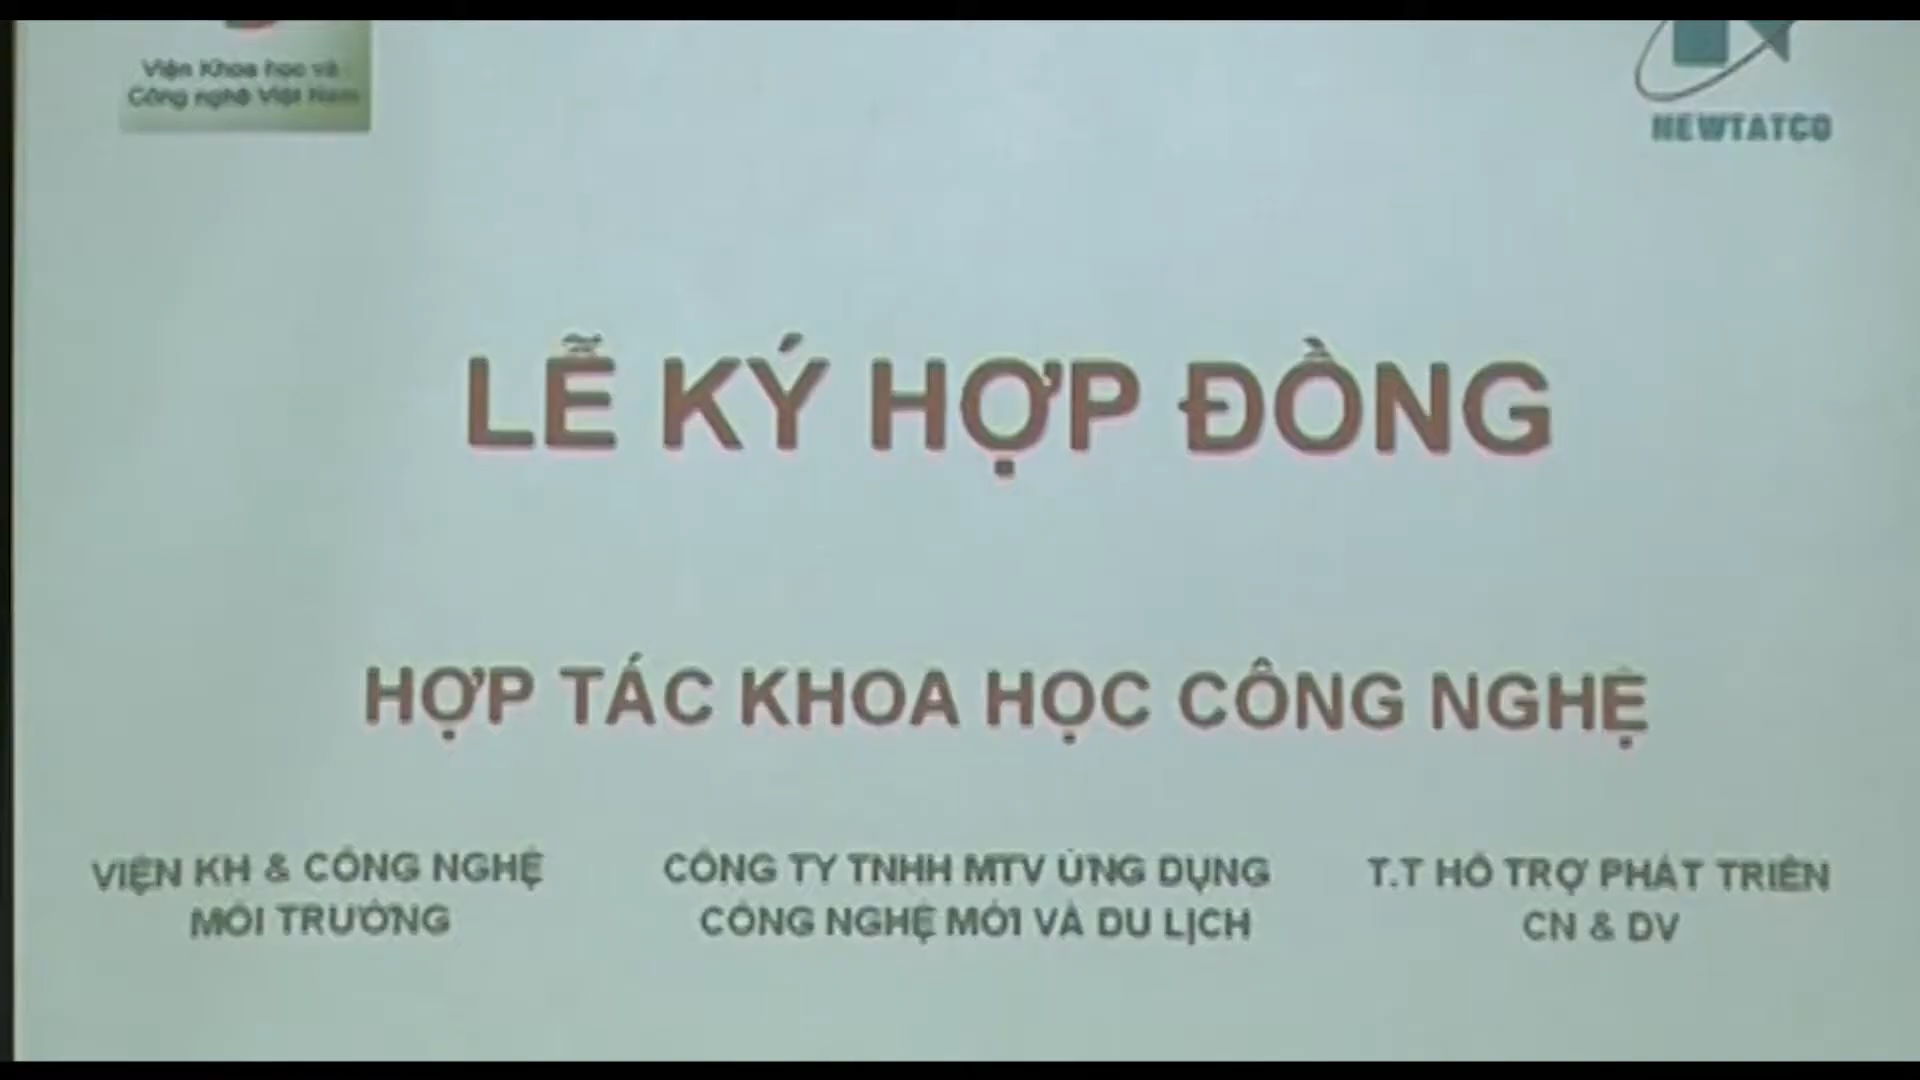 Viện Khoa học và
Công nghệ Việt Nam
NEWTATCO
LỄ KÝ HỢP ĐỒNG
HỢP TÁC KHOA HỌC CÔNG NGHỆ
VIỆN KH & CÔNG NGHỆ
MÔI TRƯỜNG
CÔNG TY TNHH MTV ỨNG DỤNG
CÔNG NGHỆ MỚI VÀ DU LỊCH
T.T HỖ TRỢ PHÁT TRIỂN
CN & DV